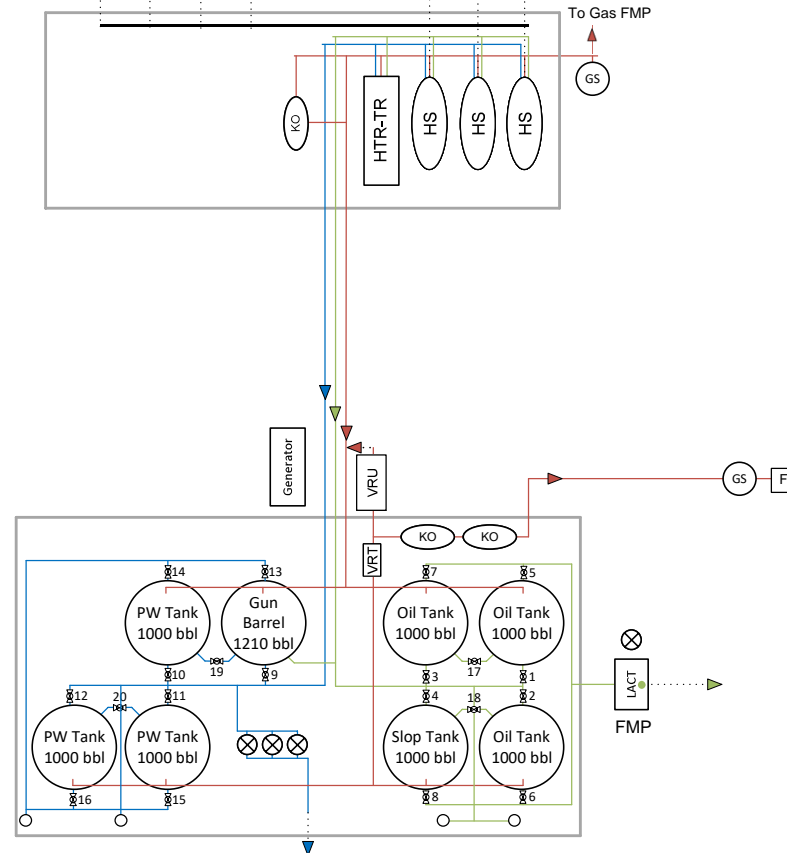 To Gas FMP
GS
KO
HTR-TR
HS
HS
HS
Generator
VRU
GS
F
KO
KO
VRT
14
13
7
5
PW Tank
1000 bbl
Gun
Barrel
1210 bbl
Oil Tank
1000 bbl
Oil Tank
1000 bbl
19
17
10
9
3
1
12
20
11
4
18
2
LACT
FMP
PW Tank
1000 bbl
PW Tank
1000 bbl
Slop Tank
1000 bbl
Oil Tank
1000 bbl
16
15
8
6